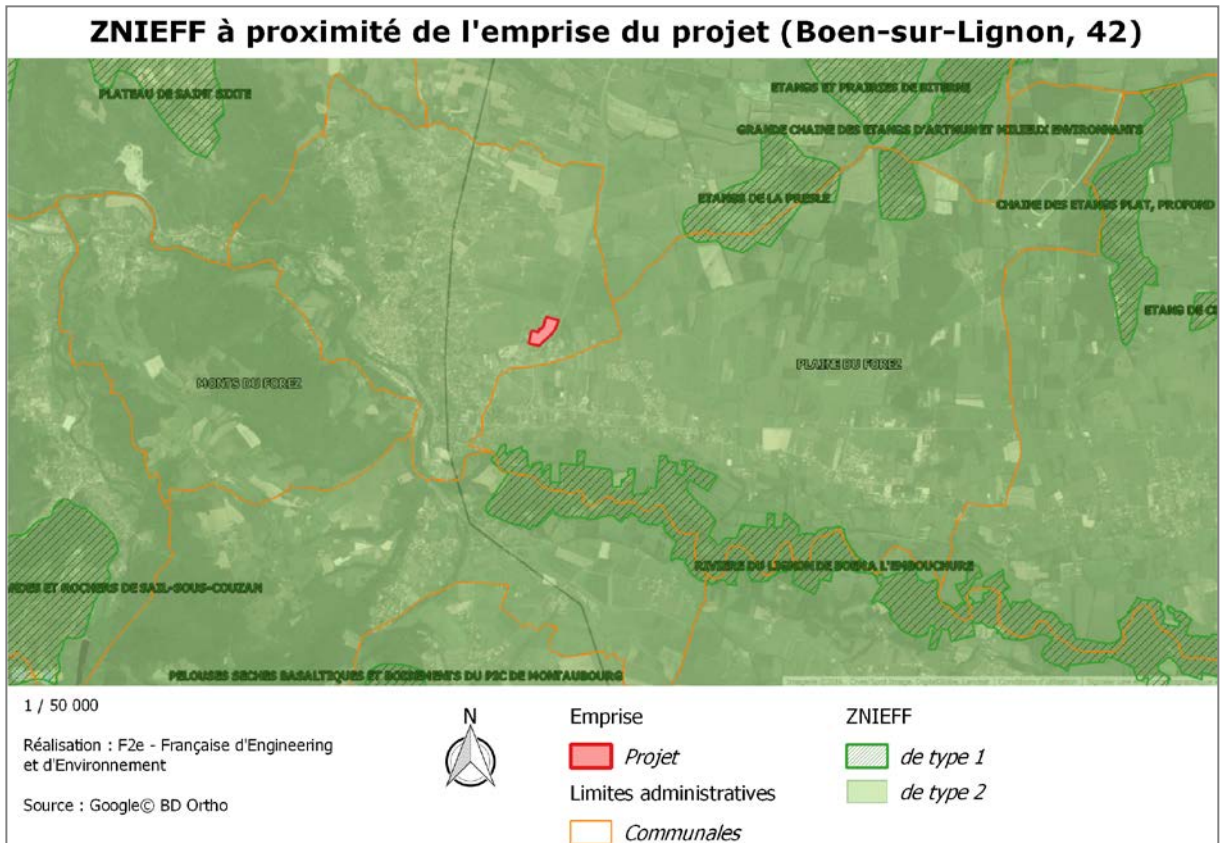 ZNIEFF à proximité de l'emprise du projet (Boen-sur-Lignon, 42)
PLATEAU DE SAINT SIXTE
ETANGS ET PRAIRIES DE BITERNE
GRANDE CHAINE DES ETANGS D'ARTHUN ET MILIEUX ENVIRONNANTS
ETANGS DE LA PRESLE
CHAINE DES ETANGS PLAT, PROFOND
ETANG DE C
MONTS DU FOREZ
PLAINE DU FOREZ
RIVIERE DU LIGNON DE BOEN A L'EMBOUCHURE
NDES ET ROCHERS DE SAIL-SOUS-COUZAN
PELOUSES SECHES BASALTIQUES ET BOISEMENTS DU PIC DE MONTAUBOURG
1 / 50 000
Réalisation : F2e - Française d'Engineering
et d'Environnement
Source : Google© BD Ortho
N
Emprise
Projet
Limites administratives
Communales
ZNIEFF
de type 1
de type 2